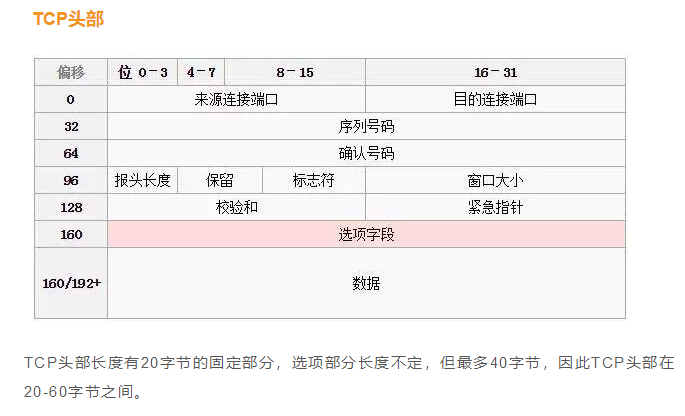 TCP头部
偏移 位 0－3 4－7 8－15 16－31
0 来源连接端口 目的连接端口
32 序列号码
64 确认号码
96 报头长度 保留 标志符 窗口大小
128 校验和 紧急指针
160 选项字段
160/192+ 数据
TCP头部长度有20字节的固定部分，选项部分长度不定，但最多40字节，因此TCP头部在
20-60字节之间。